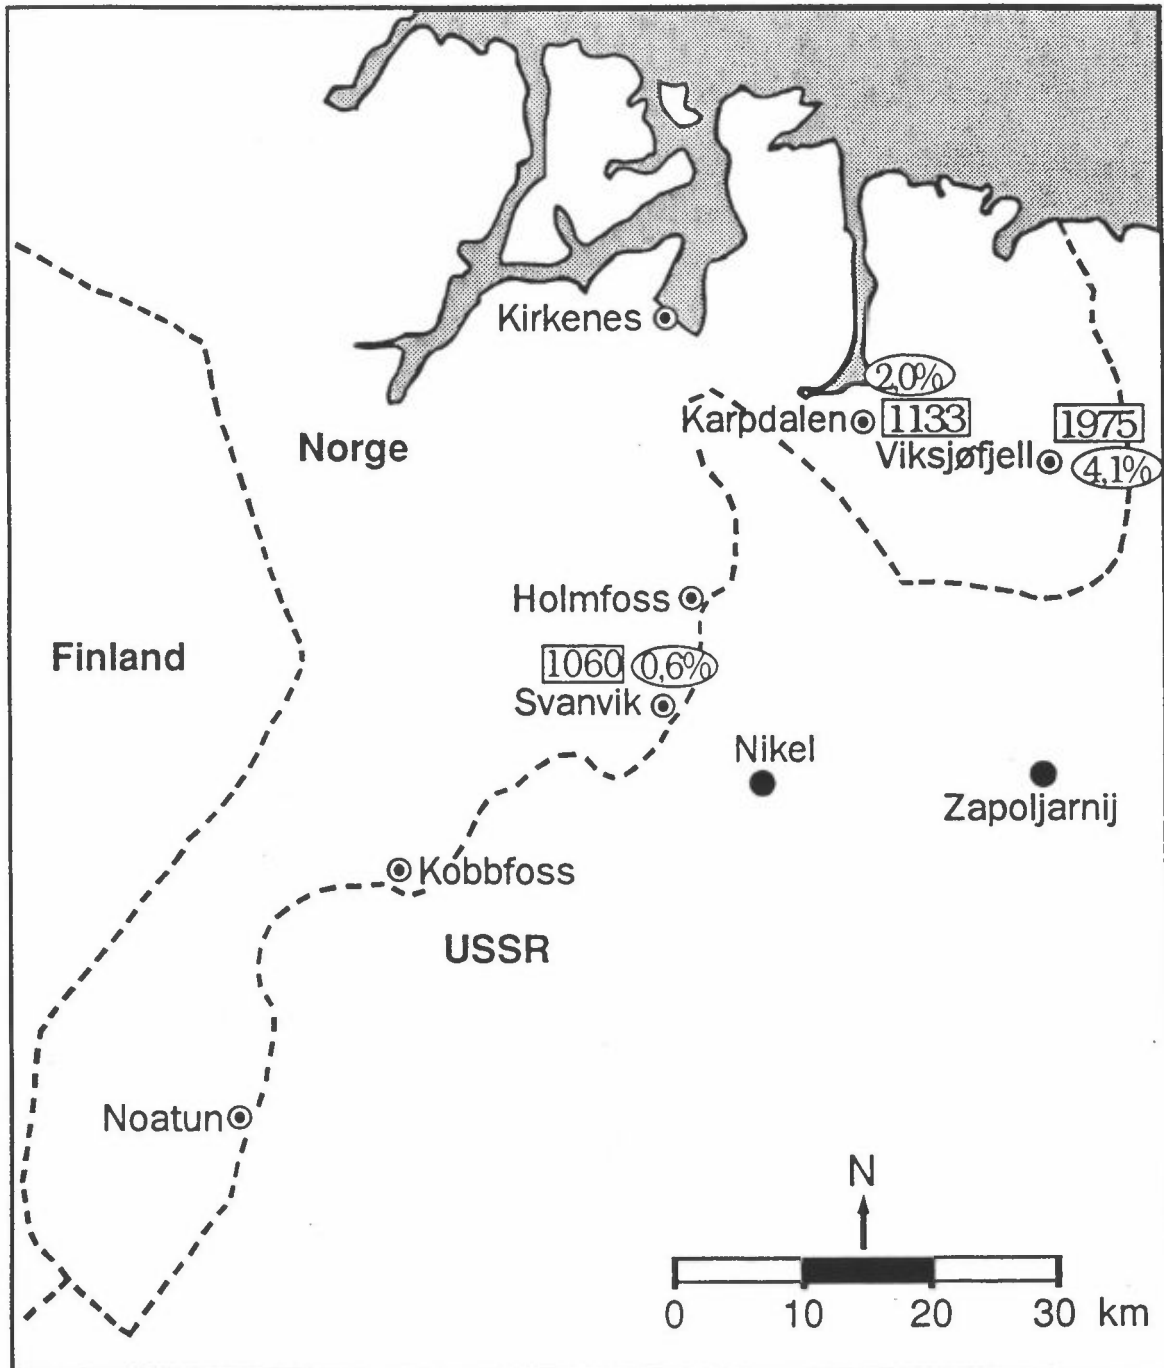 Kirkenes
2,0%
Karpdalen 1133
1975
Norge
Viksjøfjell
4,1%
Holmfoss
Finland
1060 0,6%
Svanvik
Nikel
Zapoljarnij
Kobbfoss
USSR
Noatun
N
0 10 20 30 km